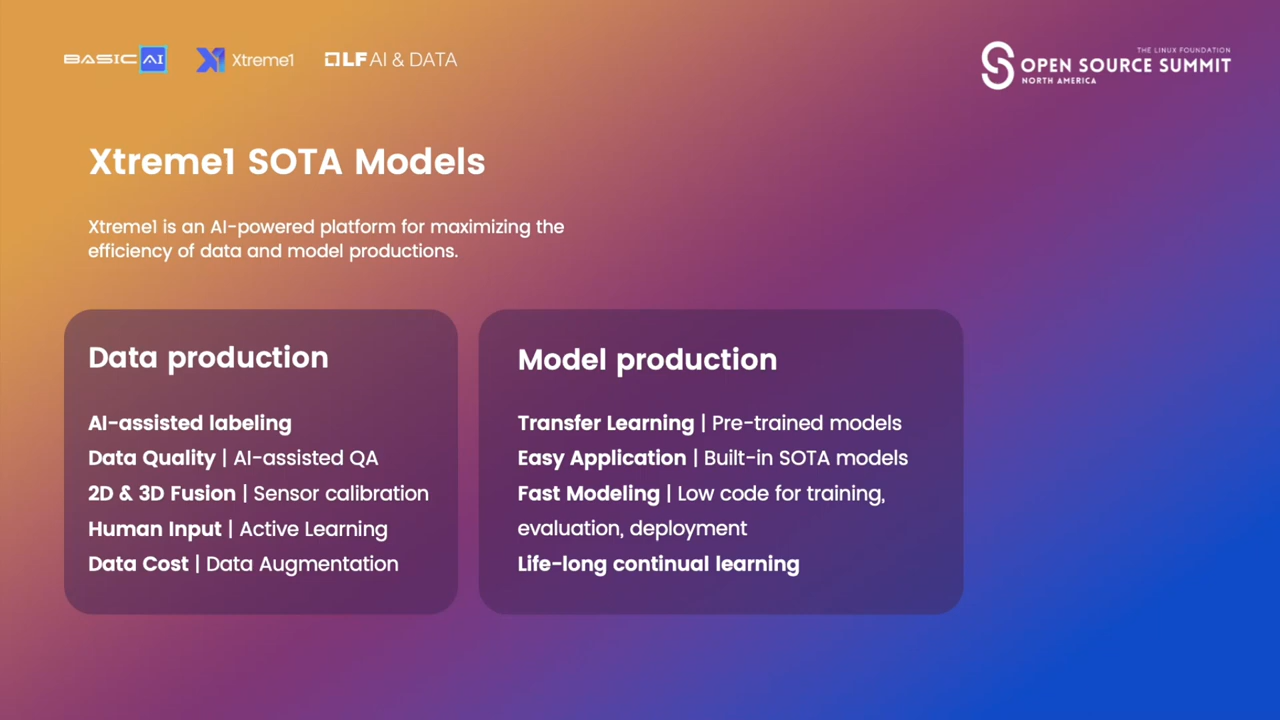 BASIC AI
Xtreme1
LF AI & DATA
THE LINUX FOUNDATION
OPEN SOURCE SUMMIT
NORTH AMERICA
Xtreme1 SOTA Models
Xtreme1 is an AI-powered platform for maximizing the
efficiency of data and model productions.
Data production
AI-assisted labeling
Data Quality | AI-assisted QA
2D & 3D Fusion | Sensor calibration
Human Input | Active Learning
Data Cost | Data Augmentation
Model production
Transfer Learning | Pre-trained models
Easy Application | Built-in SOTA models
Fast Modeling | Low code for training,
evaluation, deployment
Life-long continual learning